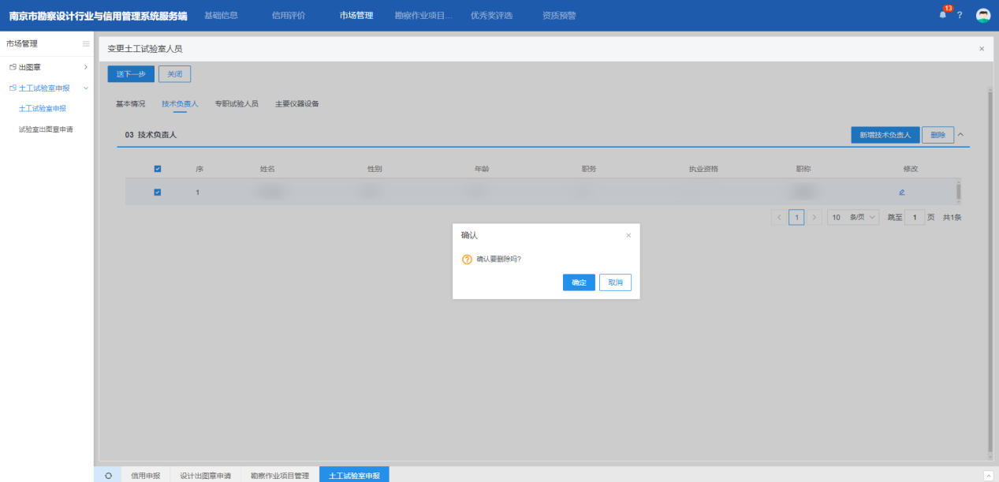 南京市勘察设计行业与信用管理系统服务端 基础信息 信用评价 市场管理 勘察作业项目... 优秀奖评选 资质预警 13 ?
市场管理
出图章
土工试验室申报
土工试验室申报
试验室出图章申请
变更土工试验室人员
送下一步 关闭
基本情况 技术负责人 专职试验人员 主要仪器设备
03 技术负责人 新增技术负责人 删除
序 姓名 性别 年龄 职务 执业资格 职称 修改
1
1 10 条/页 跳至 1 页 共1条
确认
确认要删除吗?
确定 取消
信用申报 设计出图章申请 勘察作业项目管理 土工试验室申报